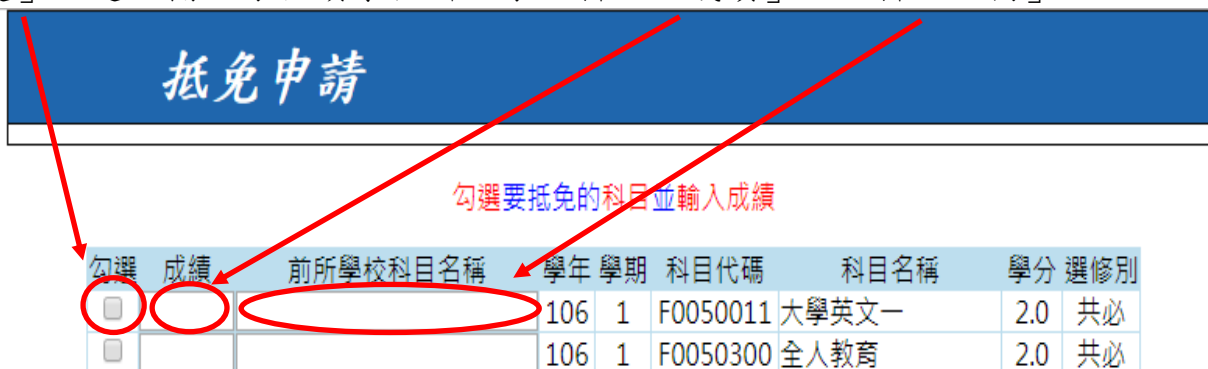 抵免申請
勾選要抵免的科目並輸入成績
勾選 成績 前所學校科目名稱 學年 學期 科目代碼 科目名稱 學分 選修別
106 1 F0050011 大學英文一 2.0 共必
106 1 F0050300 全人教育 2.0 共必